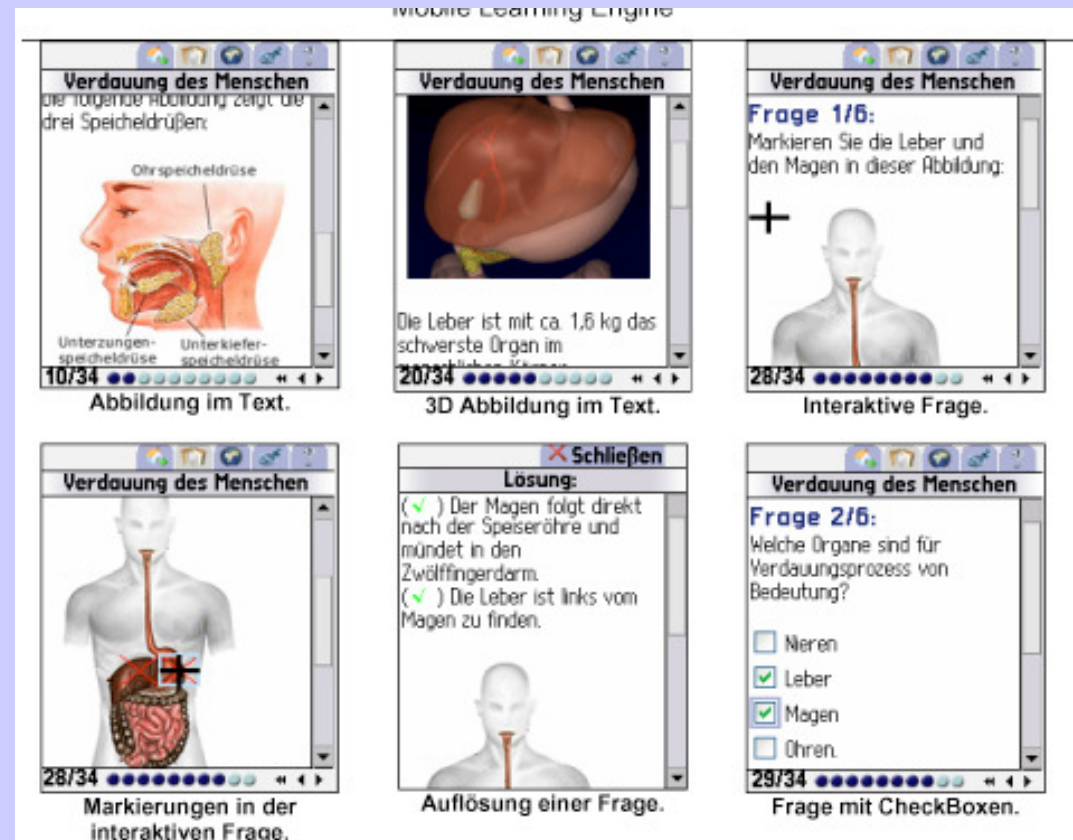 Mobile Learning Engine
Verdauung des Menschen
Die folgende Abbildung zeigt die
drei Speicheldrüßen:
Ohrspeicheldrüse
Unterzungen-
speicheldrüse
Unterkiefer-
speicheldrüse
10/34
Abbildung im Text.
Verdauung des Menschen
Die Leber ist mit ca. 1,6 kg das
schwerste Organ im
20/34
3D Abbildung im Text.
Verdauung des Menschen
Frage 1/6:
Markieren Sie die Leber und
den Magen in dieser Abbildung:
28/34
Interaktive Frage.
Verdauung des Menschen
28/34
Markierungen in der
interaktiven Frage.
Schließen
Lösung:
(√ ) Der Magen folgt direkt
nach der Speiseröhre und
mündet in den
Zwölffingerdarm.
(√ ) Die Leber ist links vom
Magen zu finden.
Auflösung einer Frage.
Verdauung des Menschen
Frage 2/6:
Welche Organe sind für
Verdauungsprozess von
Bedeutung?
Nieren
Leber
Magen
Ohren.
29/34
Frage mit CheckBoxen.